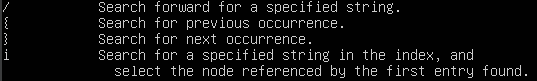 / Search forward for a specified string.
{ Search for previous occurrence.
} Search for next occurrence.
i Search for a specified string in the index, and
select the node referenced by the first entry found.